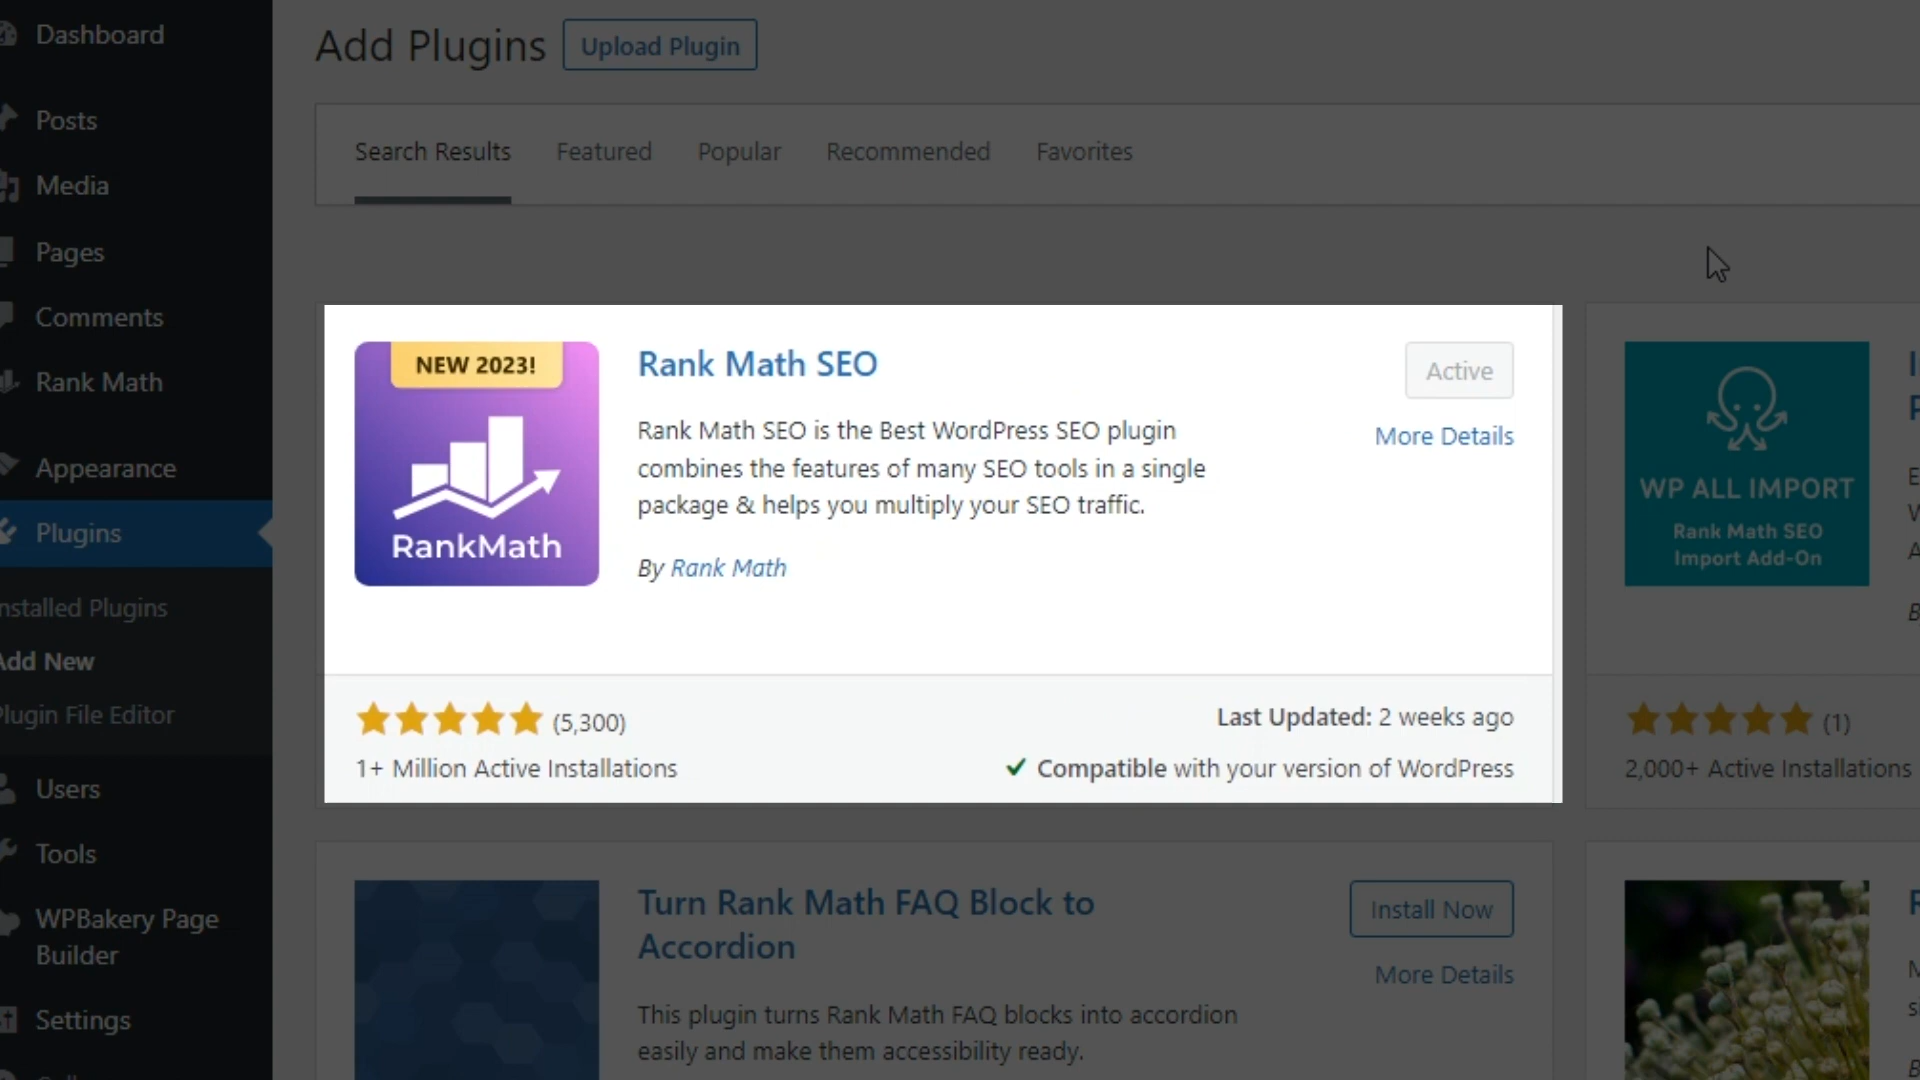 Dashboard
Posts
Media
Pages
Comments
Rank Math
Appearance
Plugins
nstalled Plugins
Add New
Plugin File Editor
Users
Tools
WPBakery Page
Builder
Settings
Add Plugins
Upload Plugin
Search Results
Featured
Popular
Recommended
Favorites
NEW 2023!
RankMath
Rank Math SEO
Active
More Details
Rank Math SEO is the Best WordPress SEO plugin
combines the features of many SEO tools in a single
package & helps you multiply your SEO traffic.
By Rank Math
(5,300)
1+ Million Active Installations
Last Updated: 2 weeks ago
Compatible with your version of WordPress
WP ALL IMPORT
Rank Math SEO
Import Add-On
(1)
2,000+ Active Installations
Turn Rank Math FAQ Block to
Accordion
Install Now
More Details
This plugin turns Rank Math FAQ blocks into accordion
easily and make them accessibility ready.